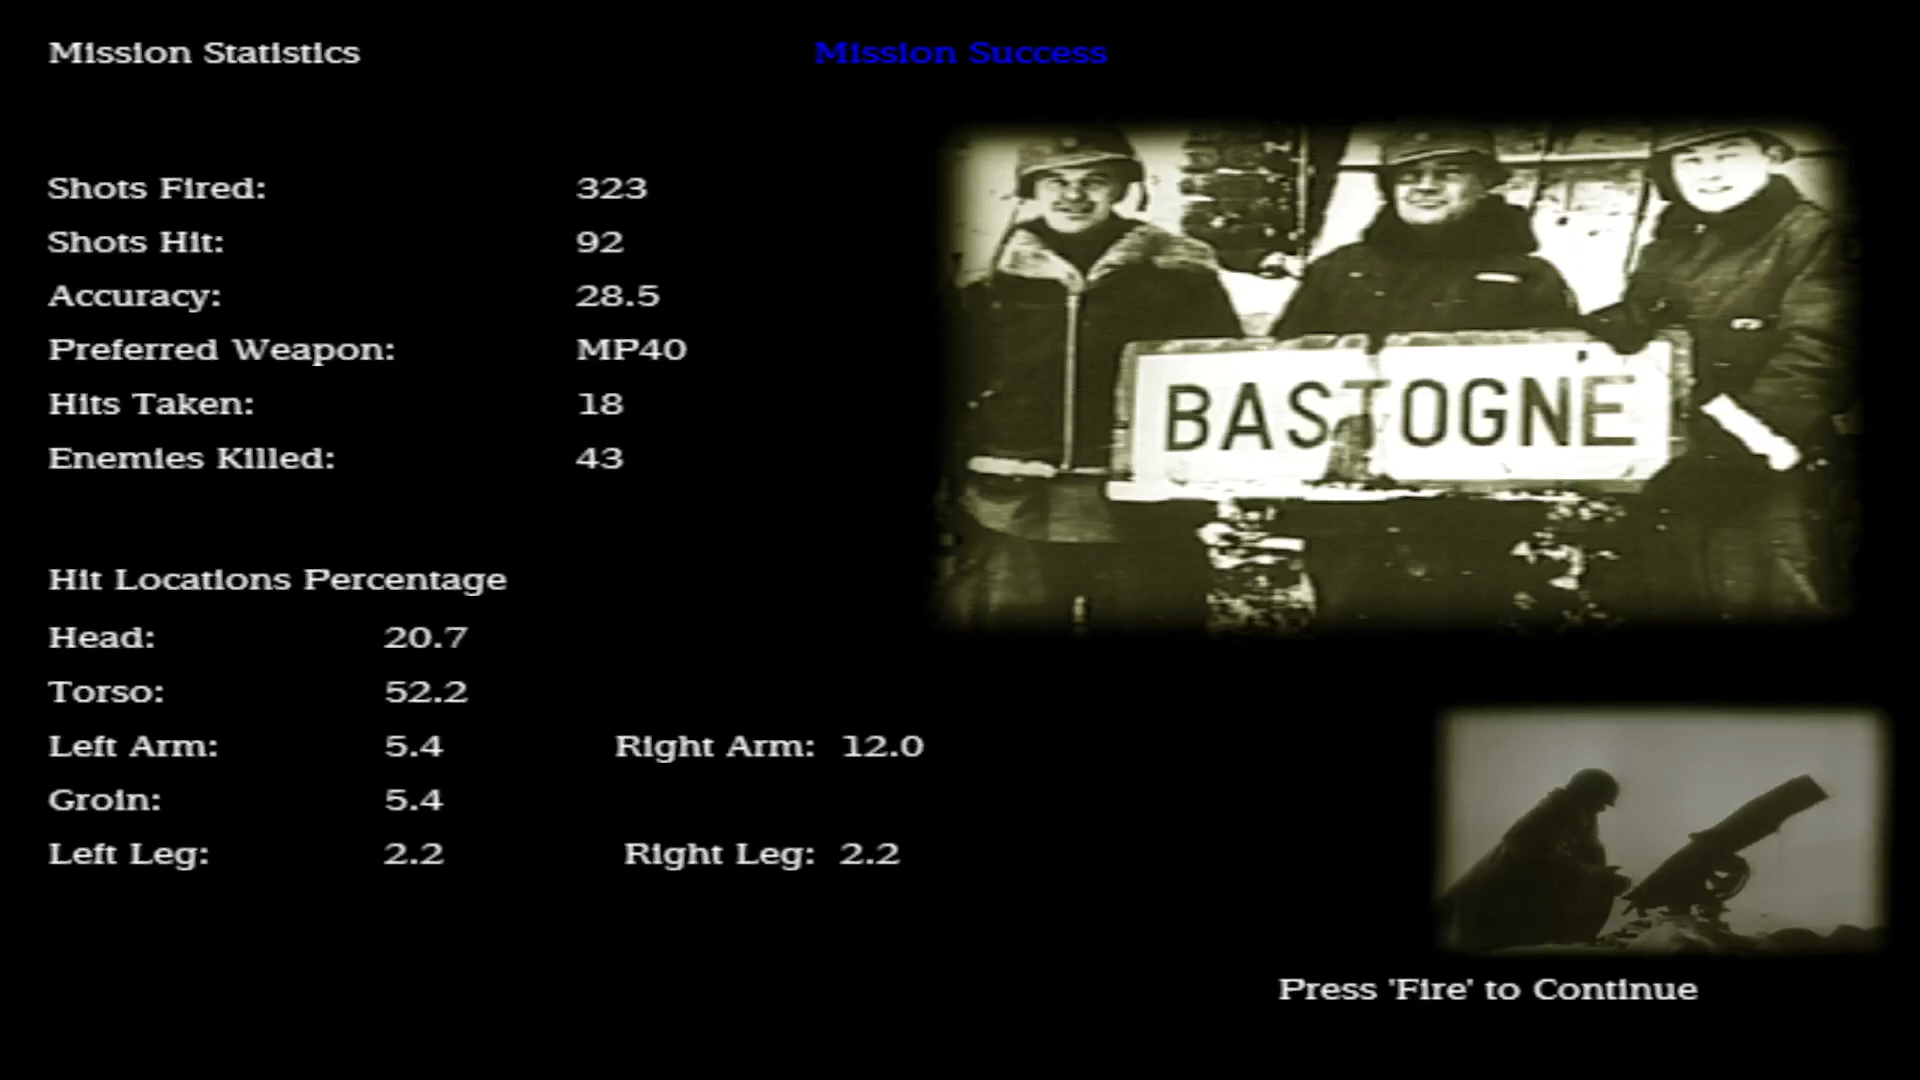 Mission Statistics
Mission Success
Shots Fired: 323
Shots Hit: 92
Accuracy: 28.5
Preferred Weapon: MP40
Hits Taken: 18
Enemies Killed: 43
BASTOGNE
Hit Locations Percentage
Head: 20.7
Torso: 52.2
Left Arm: 5.4 Right Arm: 12.0
Groin: 5.4
Left Leg: 2.2 Right Leg: 2.2
Press 'Fire' to Continue